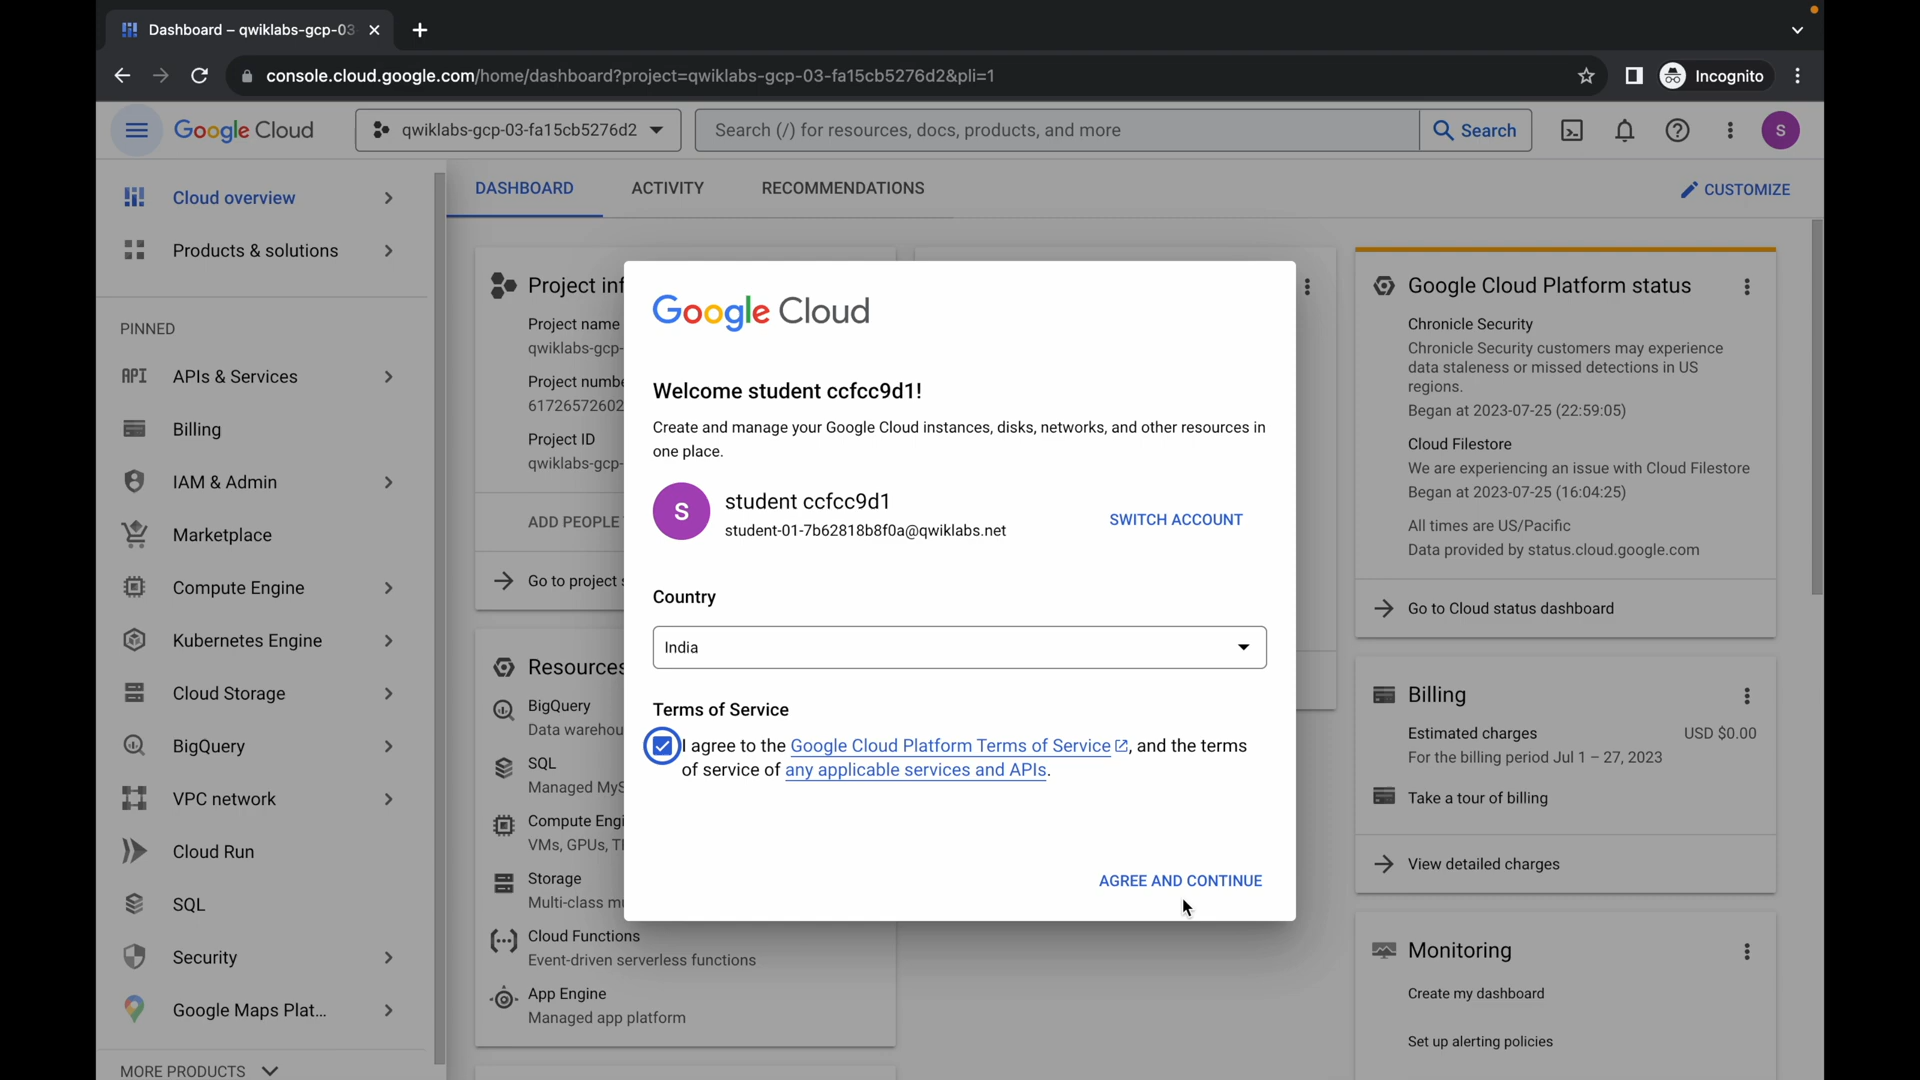 Dashboard – qwiklabs-gcp-03
console.cloud.google.com/home/dashboard?project=qwiklabs-gcp-03-fa15cb5276d2&pli=1
Incognito
Google Cloud
qwiklabs-gcp-03-fa15cb5276d2
Search (/) for resources, docs, products, and more
Search
S
Cloud overview
Products & solutions
PINNED
API APIs & Services
Billing
IAM & Admin
Marketplace
Compute Engine
Kubernetes Engine
Cloud Storage
BigQuery
VPC network
Cloud Run
SQL
Security
Google Maps Plat...
MORE PRODUCTS
DASHBOARD
ACTIVITY
RECOMMENDATIONS
CUSTOMIZE
Project inf
Project name
qwiklabs-gcp-
Project numbe
61726572602
Project ID
qwiklabs-gcp-
ADD PEOPLE
Go to project s
Resources
BigQuery
Data warehou
SQL
Managed MyS
Compute Engi
VMs, GPUs, T
Storage
Multi-class m
Cloud Functions
Event-driven serverless functions
App Engine
Managed app platform
Google Cloud
Welcome student ccfcc9d1!
Create and manage your Google Cloud instances, disks, networks, and other resources in
one place.
S
student ccfcc9d1
student-01-7b62818b8f0a@qwiklabs.net
SWITCH ACCOUNT
Country
India
Terms of Service
I agree to the Google Cloud Platform Terms of Service, and the terms
of service of any applicable services and APIs.
AGREE AND CONTINUE
Google Cloud Platform status
Chronicle Security
Chronicle Security customers may experience
data staleness or missed detections in US
regions.
Began at 2023-07-25 (22:59:05)
Cloud Filestore
We are experiencing an issue with Cloud Filestore
Began at 2023-07-25 (16:04:25)
All times are US/Pacific
Data provided by status.cloud.google.com
Go to Cloud status dashboard
Billing
Estimated charges
USD $0.00
For the billing period Jul 1 – 27, 2023
Take a tour of billing
View detailed charges
Monitoring
Create my dashboard
Set up alerting policies